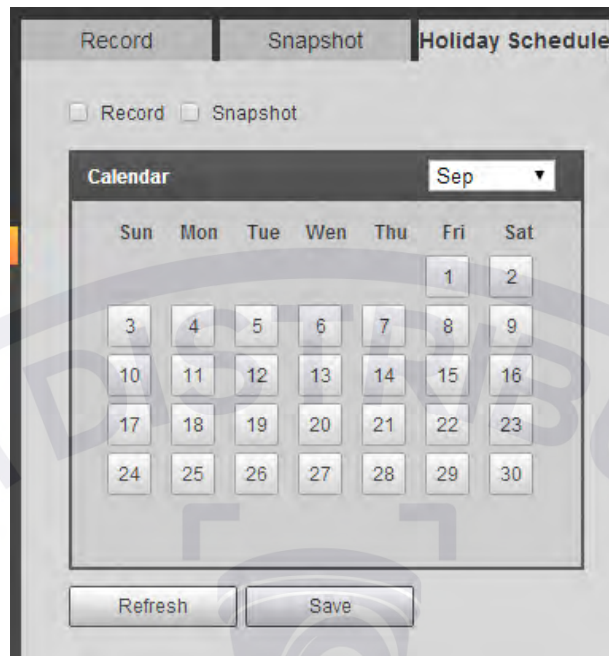 Record Snapshot Holiday Schedule
Record Snapshot
Calendar Sep
Sun Mon Tue Wen Thu Fri Sat
1 2
3 4 5 6 7 8 9
10 11 12 13 14 15 16
17 18 19 20 21 22 23
24 25 26 27 28 29 30
Refresh Save